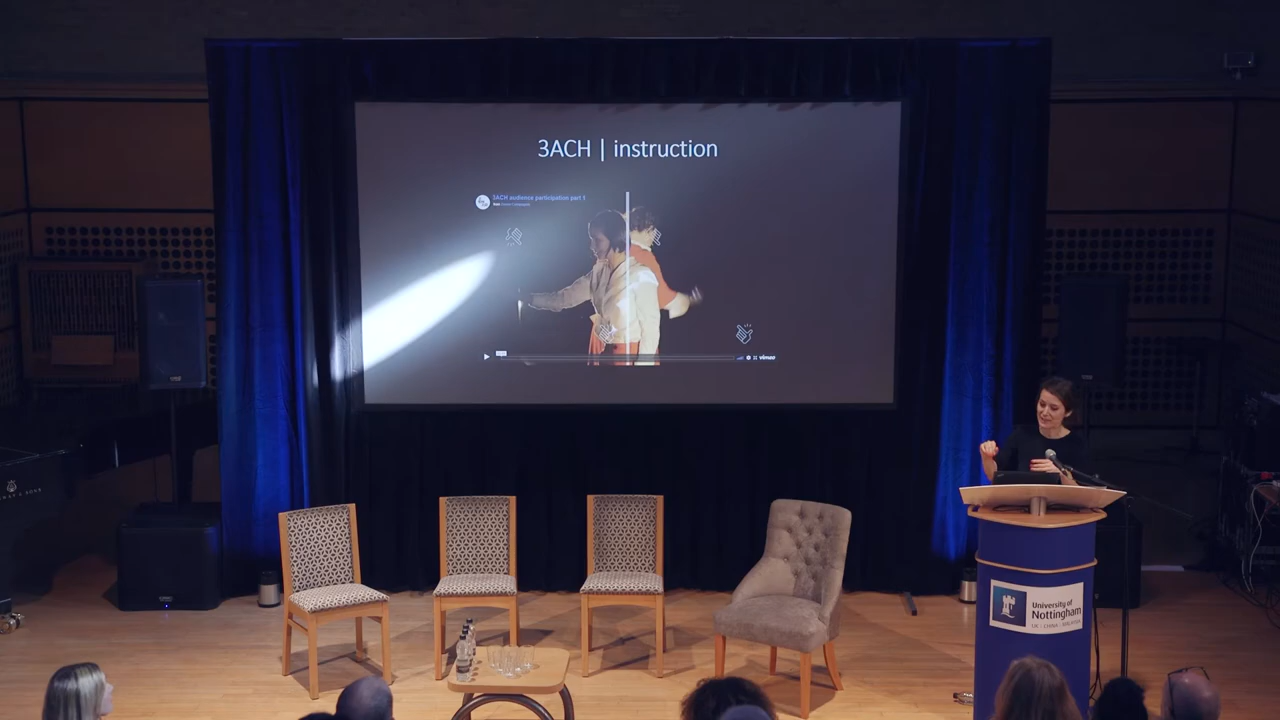 3ACH | instruction
3ACH audience participation part 1
vimeo
University of
Nottingham
UK | CHINA | MALAYSIA